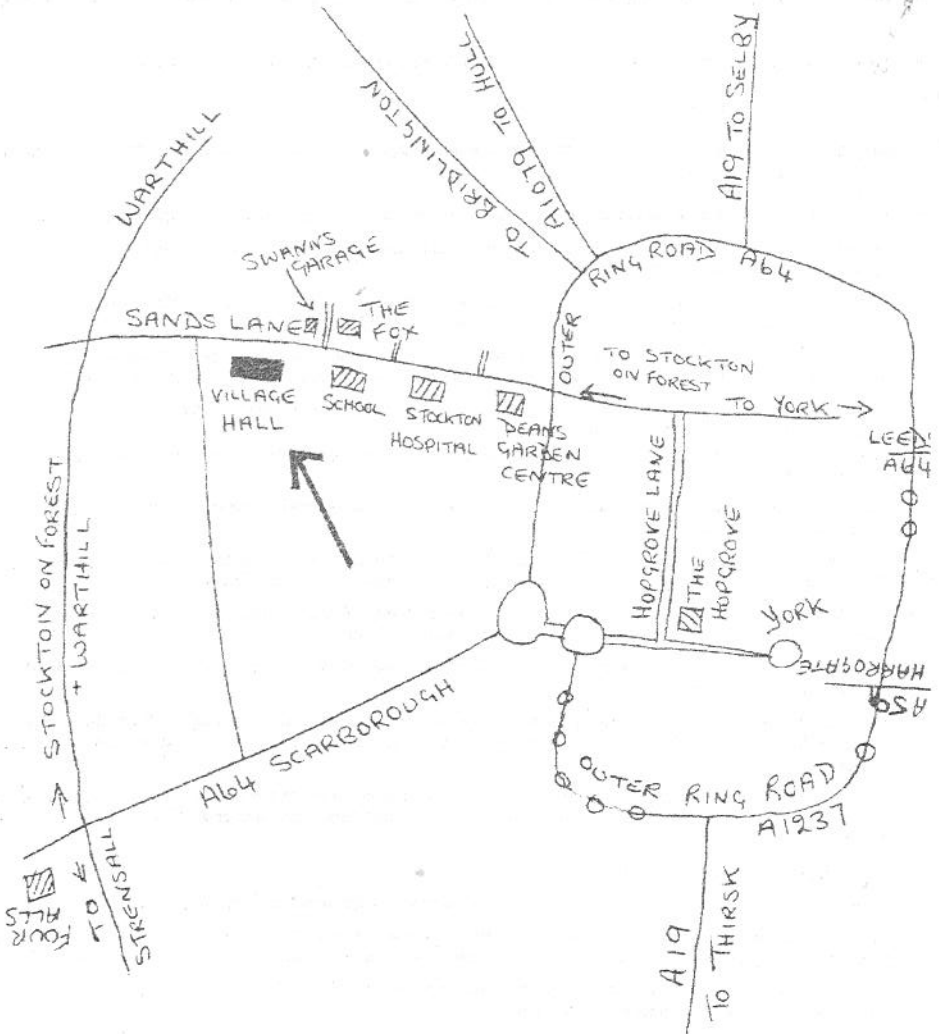 TO BRIDLINGTON
A1079 TO HULL
A19 TO SELBY
WARTHILL
SWANN'S
GARAGE
THE
FOX
SANDS LANE
RING ROAD A64
OUTER
TO STOCKTON
ON FOREST
TO YORK
VILLAGE
HALL
SCHOOL
STOCKTON
HOSPITAL
DEANS
GARDEN
CENTRE
LEEDS
A64
STOCKTON ON FOREST
+ WARTHILL
HOPGROVE LANE
THE
HOPGROVE
YORK
HARROGATE
A59
A64 SCARBOROUGH
OUTER RING ROAD
A1237
FOUR
ALLS
TO
STRENSALL
A19
TO THIRSK